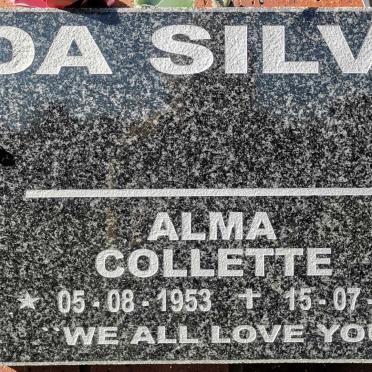 DA SILV
ALMA
COLLETTE
★ 05 - 08 - 1953 ✝ 15 - 07 -
"WE ALL LOVE YOU